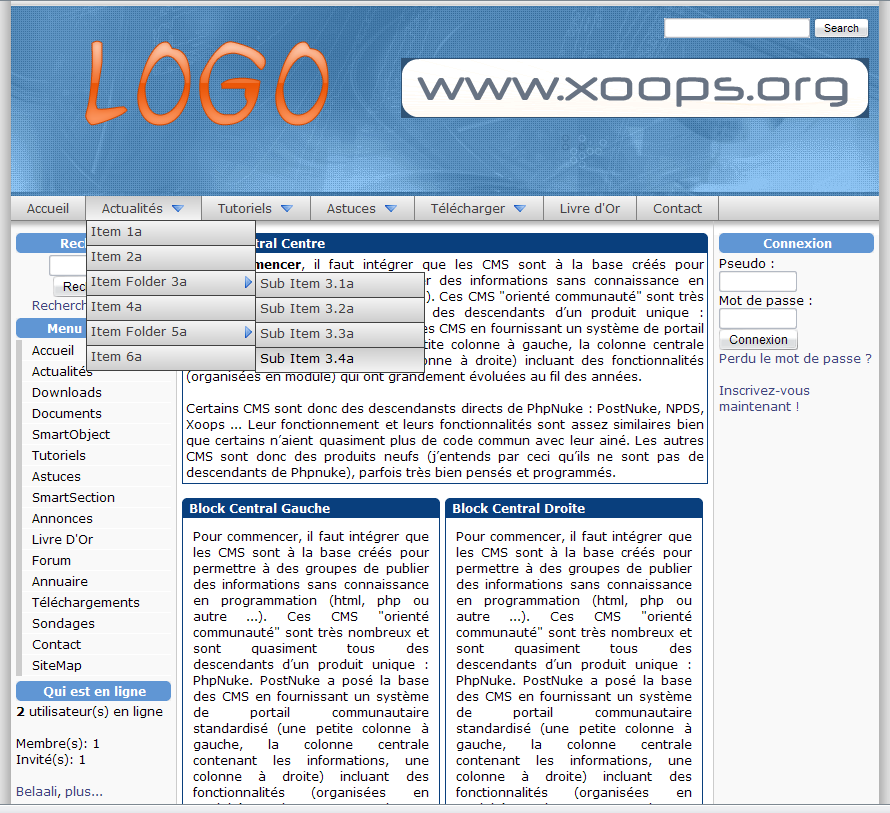 Search
LOGO
www.xoops.org
Accueil
Actualités
Tutoriels
Astuces
Télécharger
Livre d'Or
Contact
Item 1a
Item 2a
Item Folder 3a
Item 4a
Item Folder 5a
Item 6a
Sub Item 3.1a
Sub Item 3.2a
Sub Item 3.3a
Sub Item 3.4a
Rec
Rec
Recherch
Menu
Accueil
Actualités
Downloads
Documents
SmartObject
Tutoriels
Astuces
SmartSection
Annonces
Livre D'Or
Forum
Annuaire
Téléchargements
Sondages
Contact
SiteMap
Qui est en ligne
2 utilisateur(s) en ligne
Membre(s): 1
Invité(s): 1
Belaali, plus...
tral Centre
mencer, il faut intégrer que les CMS sont à la base créés pour
er des informations sans connaissance
). Ces CMS "orienté communauté" sont très
des descendants d’un produit unique :
es CMS en fournissant un système de portail
tite colonne à gauche, la colonne centrale
onne à droite) incluant des fonctionnalités
(organisées en module) qui ont grandement évoluées au fil des années.
Certains CMS sont donc des descendansts directs de PhpNuke : PostNuke, NPDS,
Xoops ... Leur fonctionnement et leurs fonctionnalités sont assez similaires bien
que certains n’aient quasiment plus de code commun avec leur ainé. Les autres
CMS sont donc des produits neufs (j’entends par ceci qu’ils ne sont pas de
descendants de Phpnuke), parfois très bien pensés et programmés.
Block Central Gauche
Pour commencer, il faut intégrer que
les CMS sont à la base créés pour
permettre à des groupes de publier
des informations sans connaissance
en programmation (html, php ou
autre ...). Ces CMS "orienté
communauté" sont très nombreux et
sont quasiment tous des
descendants d’un produit unique :
PhpNuke. PostNuke a posé la base
des CMS en fournissant un système
de portail communautaire
standardisé (une petite colonne à
gauche, la colonne centrale
contenant les informations, une
colonne à droite) incluant des
fonctionnalités (organisées en
Block Central Droite
Pour commencer, il faut intégrer que
les CMS sont à la base créés pour
permettre à des groupes de publier
des informations sans connaissance
en programmation (html, php ou
autre ...). Ces CMS "orienté
communauté" sont très nombreux et
sont quasiment tous des
descendants d’un produit unique :
PhpNuke. PostNuke a posé la base
des CMS en fournissant un système
de portail communautaire
standardisé (une petite colonne à
gauche, la colonne centrale
contenant les informations, une
colonne à droite) incluant des
fonctionnalités (organisées en
Connexion
Pseudo :
Mot de passe :
Connexion
Perdu le mot de passe ?
Inscrivez-vous
maintenant !